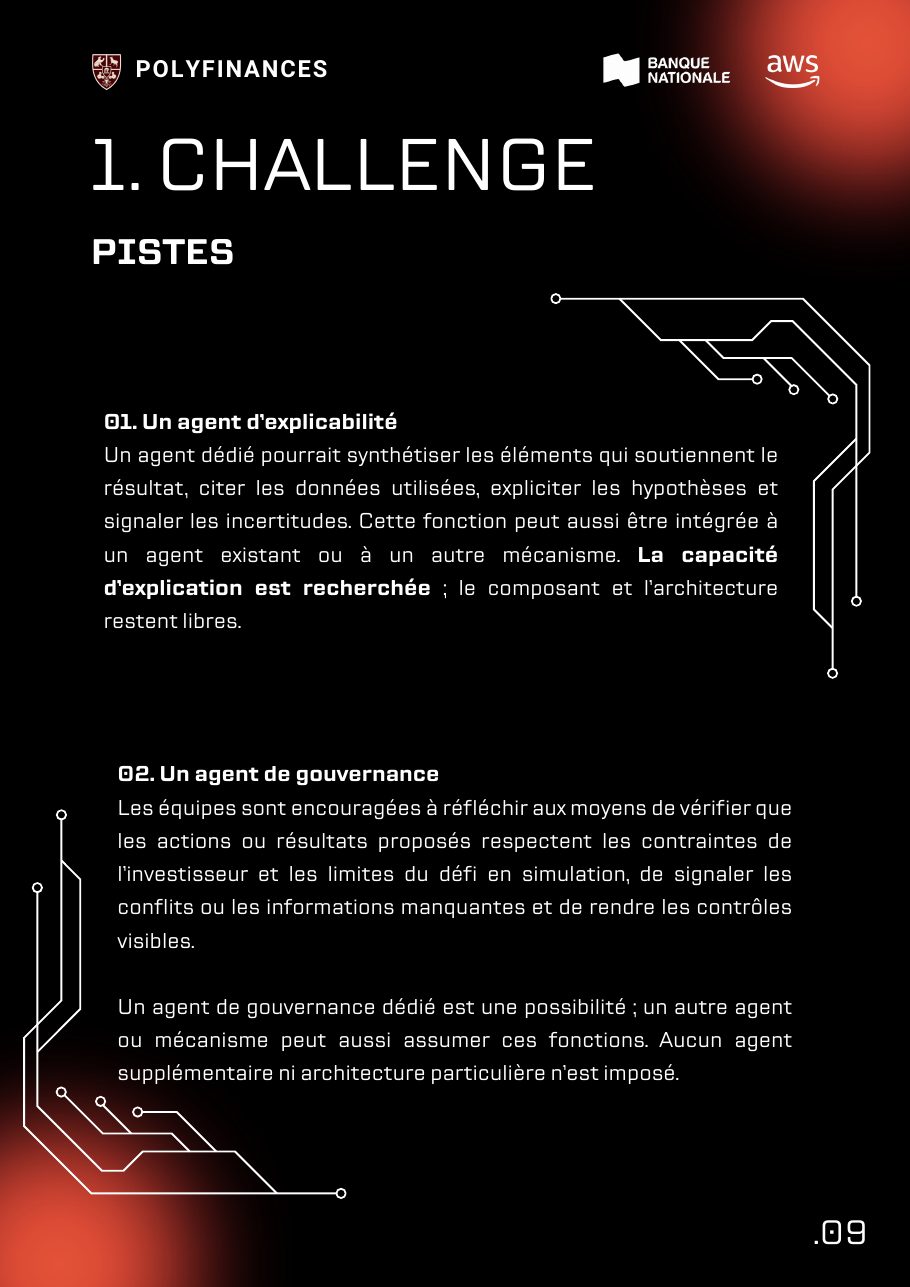 POLYFINANCES
BANQUE
NATIONALE
aws
1. CHALLENGE
PISTES
01. Un agent d’explicabilité
Un agent dédié pourrait synthétiser les éléments qui soutiennent le
résultat, citer les données utilisées, expliciter les hypothèses et
signaler les incertitudes. Cette fonction peut aussi être intégrée à
un agent existant ou à un autre mécanisme. La capacité
d’explication est recherchée ; le composant et l’architecture
restent libres.
02. Un agent de gouvernance
Les équipes sont encouragées à réfléchir aux moyens de vérifier que
les actions ou résultats proposés respectent les contraintes de
l’investisseur et les limites du défi en simulation, de signaler les
conflits ou les informations manquantes et de rendre les contrôles
visibles.
Un agent de gouvernance dédié est une possibilité ; un autre agent
ou mécanisme peut aussi assumer ces fonctions. Aucun agent
supplémentaire ni architecture particulière n’est imposé.
.09